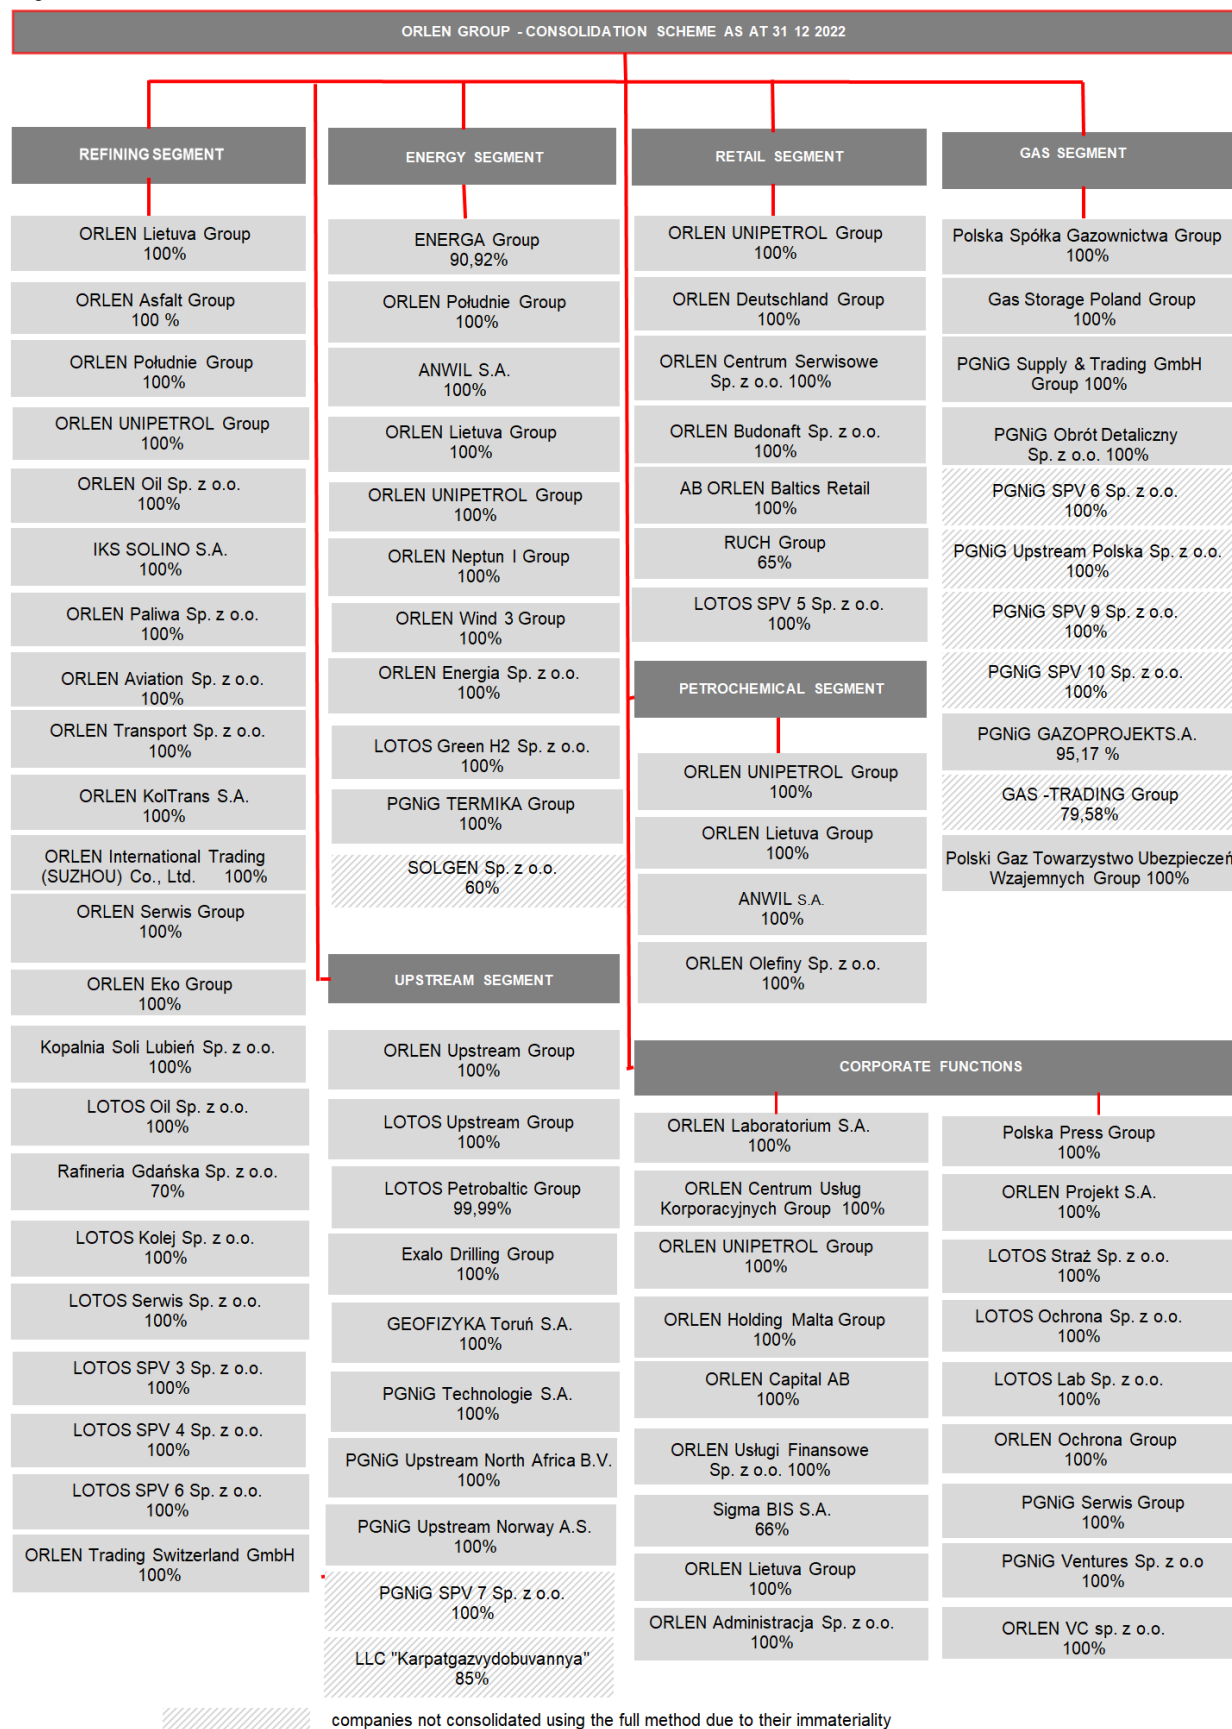 ORLEN GROUP - CONSOLIDATION SCHEME AS AT 31 12 2022
REFINING SEGMENT
ORLEN Lietuva Group
100%
ORLEN Asfalt Group
100 %
ORLEN Południe Group
100%
ORLEN UNIPETROL Group
100%
ORLEN Oil Sp. z o.o.
100%
IKS SOLINO S.A.
100%
ORLEN Paliwa Sp. z o.o.
100%
ORLEN Aviation Sp. z o.o.
100%
ORLEN Transport Sp. z o.o.
100%
ORLEN KolTrans S.A.
100%
ORLEN International Trading
(SUZHOU) Co., Ltd. 100%
ORLEN Serwis Group
100%
ORLEN Eko Group
100%
Kopalnia Soli Lubień Sp. z o.o.
100%
LOTOS Oil Sp. z o.o.
100%
Rafineria Gdańska Sp. z o.o.
70%
LOTOS Kolej Sp. z o.o.
100%
LOTOS Serwis Sp. z o.o.
100%
LOTOS SPV 3 Sp. z o.o.
100%
LOTOS SPV 4 Sp. z o.o.
100%
LOTOS SPV 6 Sp. z o.o.
100%
ORLEN Trading Switzerland GmbH
100%
ENERGY SEGMENT
ENERGA Group
90,92%
ORLEN Południe Group
100%
ANWIL S.A.
100%
ORLEN Lietuva Group
100%
ORLEN UNIPETROL Group
100%
ORLEN Neptun I Group
100%
ORLEN Wind 3 Group
100%
ORLEN Energia Sp. z o.o.
100%
LOTOS Green H2 Sp. z o.o.
100%
PGNiG TERMIKA Group
100%
SOLGEN Sp. z o.o.
60%
UPSTREAM SEGMENT
ORLEN Upstream Group
100%
LOTOS Upstream Group
100%
LOTOS Petrobaltic Group
99,99%
Exalo Drilling Group
100%
GEOFIZYKA Toruń S.A.
100%
PGNiG Technologie S.A.
100%
PGNiG Upstream North Africa B.V.
100%
PGNiG Upstream Norway A.S.
100%
PGNiG SPV 7 Sp. z o.o.
100%
LLC "Karpatgazvydobuvannya"
85%
RETAIL SEGMENT
ORLEN UNIPETROL Group
100%
ORLEN Deutschland Group
100%
ORLEN Centrum Serwisowe
Sp. z o.o. 100%
ORLEN Budonaft Sp. z o.o.
100%
AB ORLEN Baltics Retail
100%
RUCH Group
65%
LOTOS SPV 5 Sp. z o.o.
100%
PETROCHEMICAL SEGMENT
ORLEN UNIPETROL Group
100%
ORLEN Lietuva Group
100%
ANWIL S.A.
100%
ORLEN Olefiny Sp. z o.o.
100%
GAS SEGMENT
Polska Spółka Gazownictwa Group
100%
Gas Storage Poland Group
100%
PGNiG Supply & Trading GmbH
Group 100%
PGNiG Obrót Detaliczny
Sp. z o.o. 100%
PGNiG SPV 6 Sp. z o.o.
100%
PGNiG Upstream Polska Sp. z o.o.
100%
PGNiG SPV 9 Sp. z o.o.
100%
PGNiG SPV 10 Sp. z o.o.
100%
PGNiG GAZOPROJEKTS.A.
95,17 %
GAS -TRADING Group
79,58%
Polski Gaz Towarzystwo Ubezpieczeń
Wzajemnych Group 100%
CORPORATE FUNCTIONS
ORLEN Laboratorium S.A.
100%
ORLEN Centrum Usług
Korporacyjnych Group 100%
ORLEN UNIPETROL Group
100%
ORLEN Holding Malta Group
100%
ORLEN Capital AB
100%
ORLEN Usługi Finansowe
Sp. z o.o. 100%
Sigma BIS S.A.
66%
ORLEN Lietuva Group
100%
ORLEN Administracja Sp. z o.o.
100%
Polska Press Group
100%
ORLEN Projekt S.A.
100%
LOTOS Straż Sp. z o.o.
100%
LOTOS Ochrona Sp. z o.o.
100%
LOTOS Lab Sp. z o.o.
100%
ORLEN Ochrona Group
100%
PGNiG Serwis Group
100%
PGNiG Ventures Sp. z o.o
100%
ORLEN VC sp. z o.o.
100%
companies not consolidated using the full method due to their immateriality